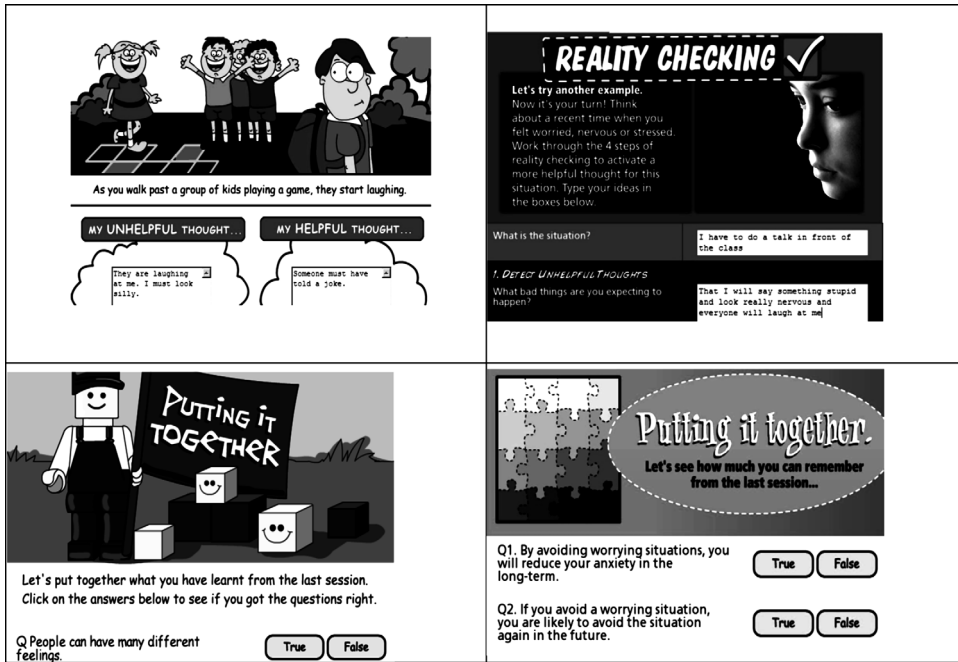 As you walk past a group of kids playing a game, they start laughing.
MY UNHELPFUL THOUGHT...
MY HELPFUL THOUGHT...
They are laughing
at me. I must look
silly.
Someone must have
told a joke.
REALITY CHECKING
Let's try another example.
Now it's your turn! Think
about a recent time when you
felt worried, nervous or stressed.
Work through the 4 steps of
reality checking to activate a
more helpful thought for this
situation. Type your ideas in
the boxes below.
What is the situation?
I have to do a talk in front of
the class
1. DETECT UNHELPFUL THOUGHTS
What bad things are you expecting to
happen?
That I will say something stupid
and look really nervous and
everyone will laugh at me
PUTTING IT
TOGETHER
Let's put together what you have learnt from the last session.
Click on the answers below to see if you got the questions right.
Q People can have many different
feelings.
True
False
Putting it together.
Let's see how much you can remember
from the last session...
Q1. By avoiding worrying situations, you
will reduce your anxiety in the
long-term.
True
False
Q2. If you avoid a worrying situation,
you are likely to avoid the situation
again in the future.
True
False